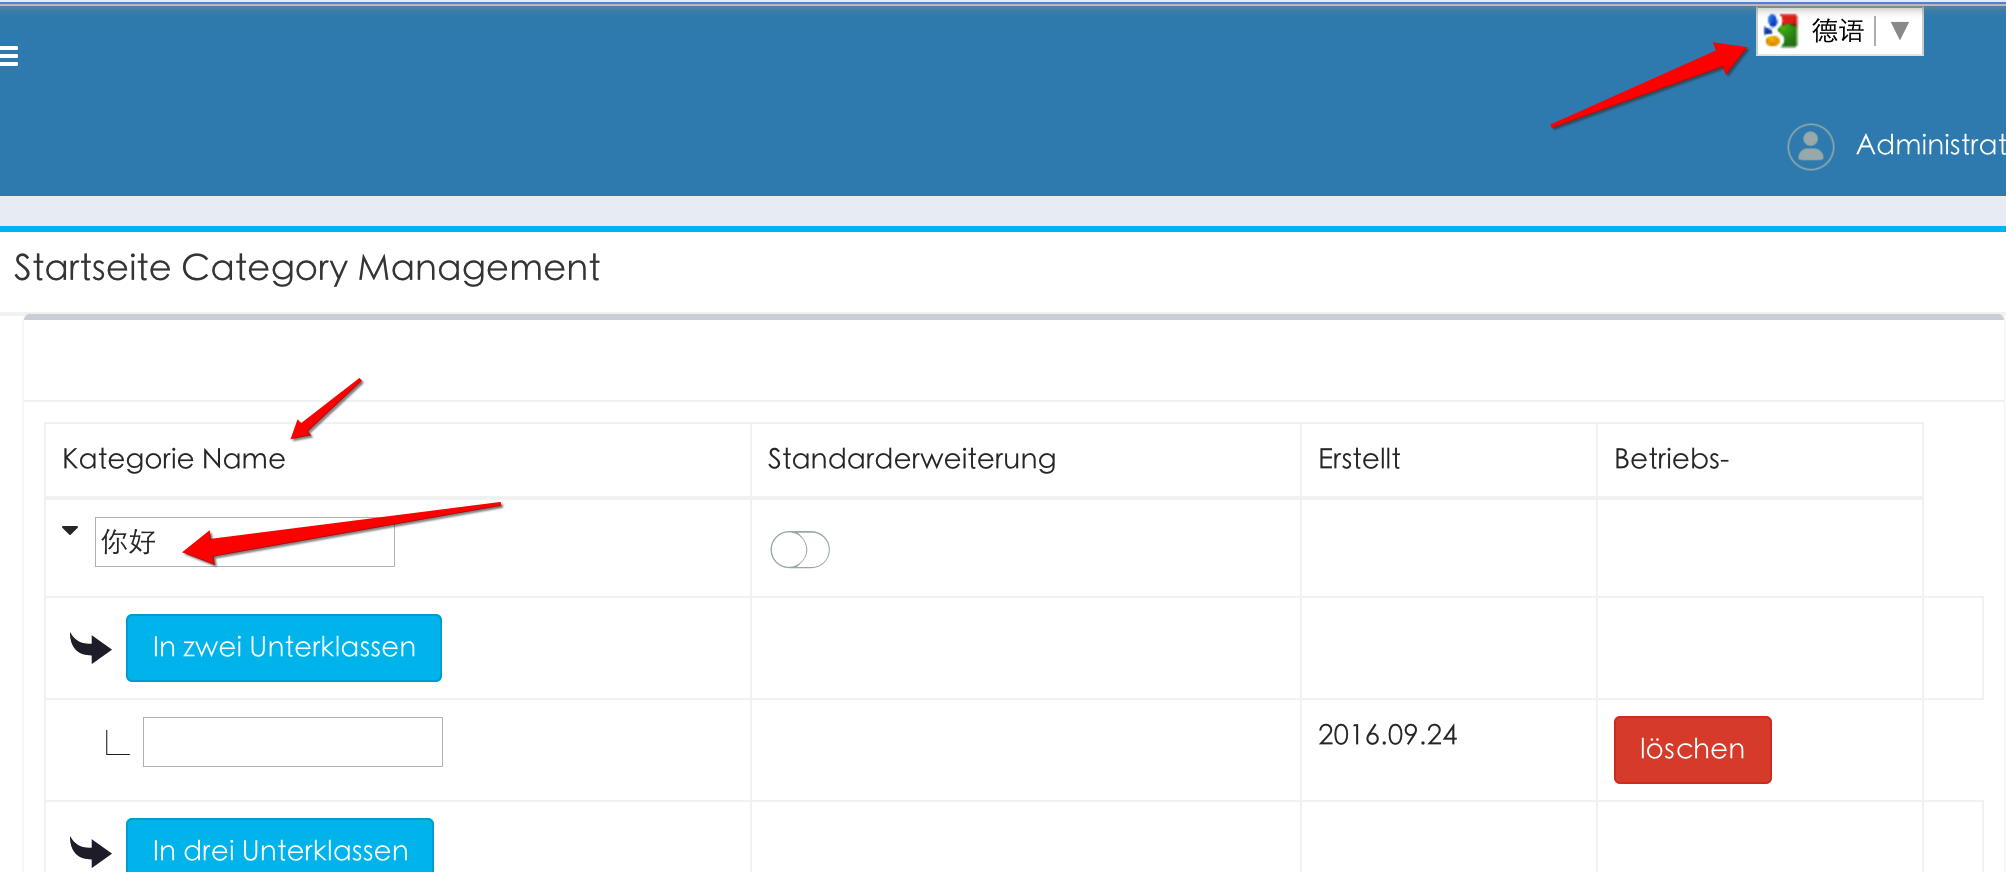 德语
Administrat
Startseite Category Management
Kategorie Name Standarderweiterung Erstellt Betriebs-
你好
In zwei Unterklassen
2016.09.24 löschen
In drei Unterklassen